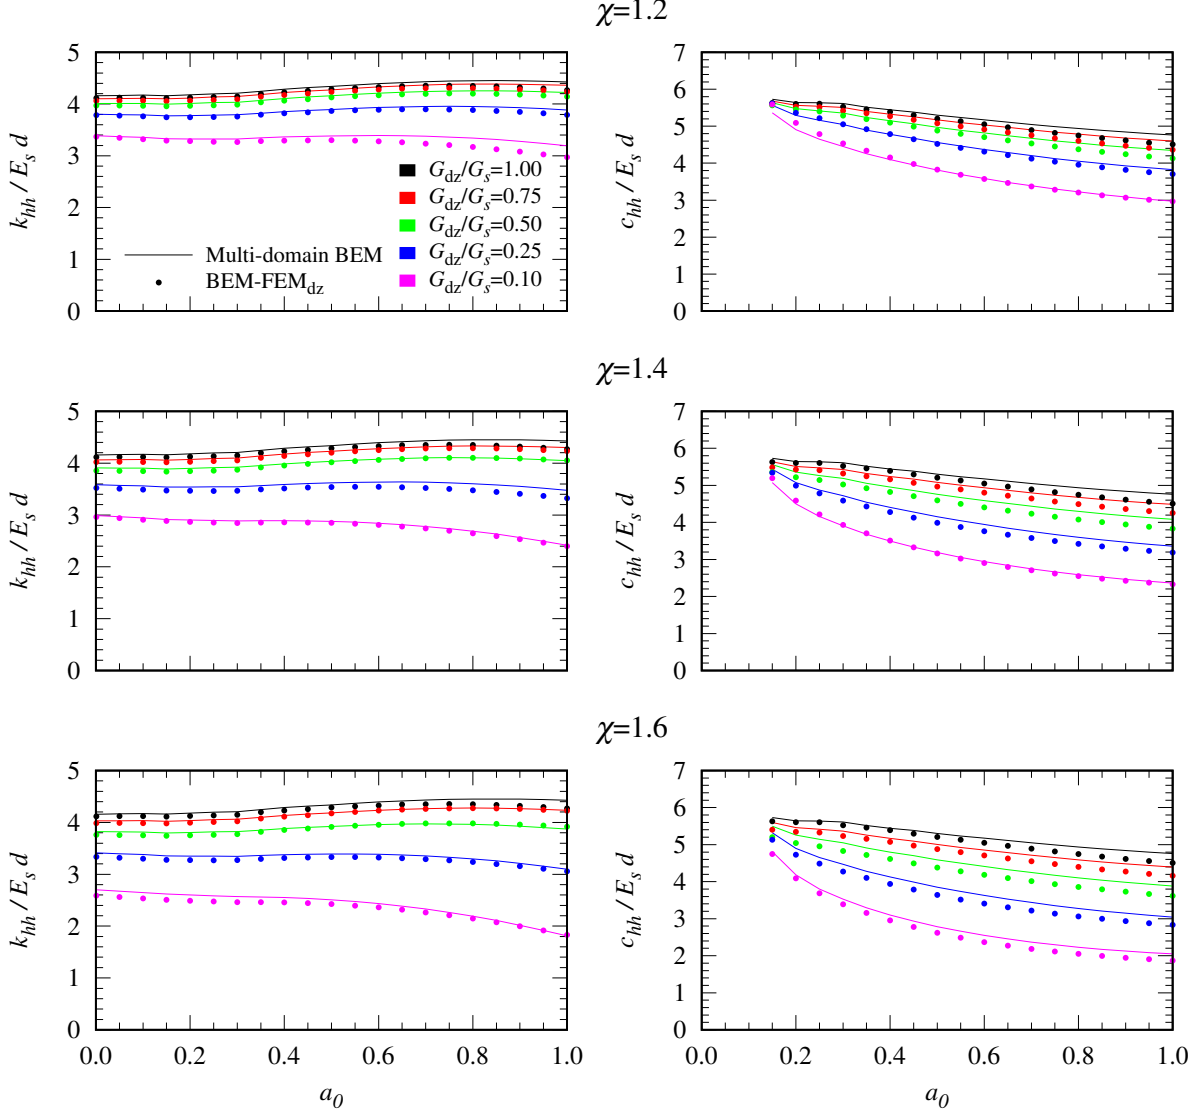 χ=1.2
5
4
3
2
1
0
k_hh / E_s d
G_dz/G_s=1.00
G_dz/G_s=0.75
G_dz/G_s=0.50
G_dz/G_s=0.25
G_dz/G_s=0.10
Multi-domain BEM
BEM-FEM_dz
7
6
5
4
3
2
1
0
c_hh / E_s d
χ=1.4
5
4
3
2
1
0
k_hh / E_s d
7
6
5
4
3
2
1
0
c_hh / E_s d
χ=1.6
5
4
3
2
1
0
k_hh / E_s d
0.0 0.2 0.4 0.6 0.8 1.0
a_0
7
6
5
4
3
2
1
0
c_hh / E_s d
0.0 0.2 0.4 0.6 0.8 1.0
a_0